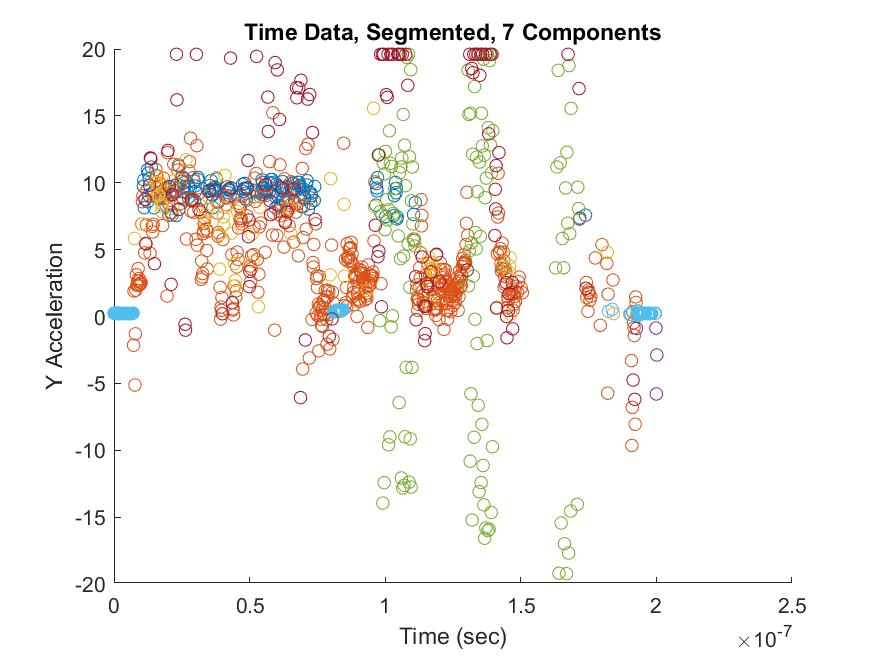 Time Data, Segmented, 7 Components
20
15
10
5
0
-5
-10
-15
-20
Y Acceleration
0 0.5 1 1.5 2 2.5
Time (sec)
×10⁻⁷